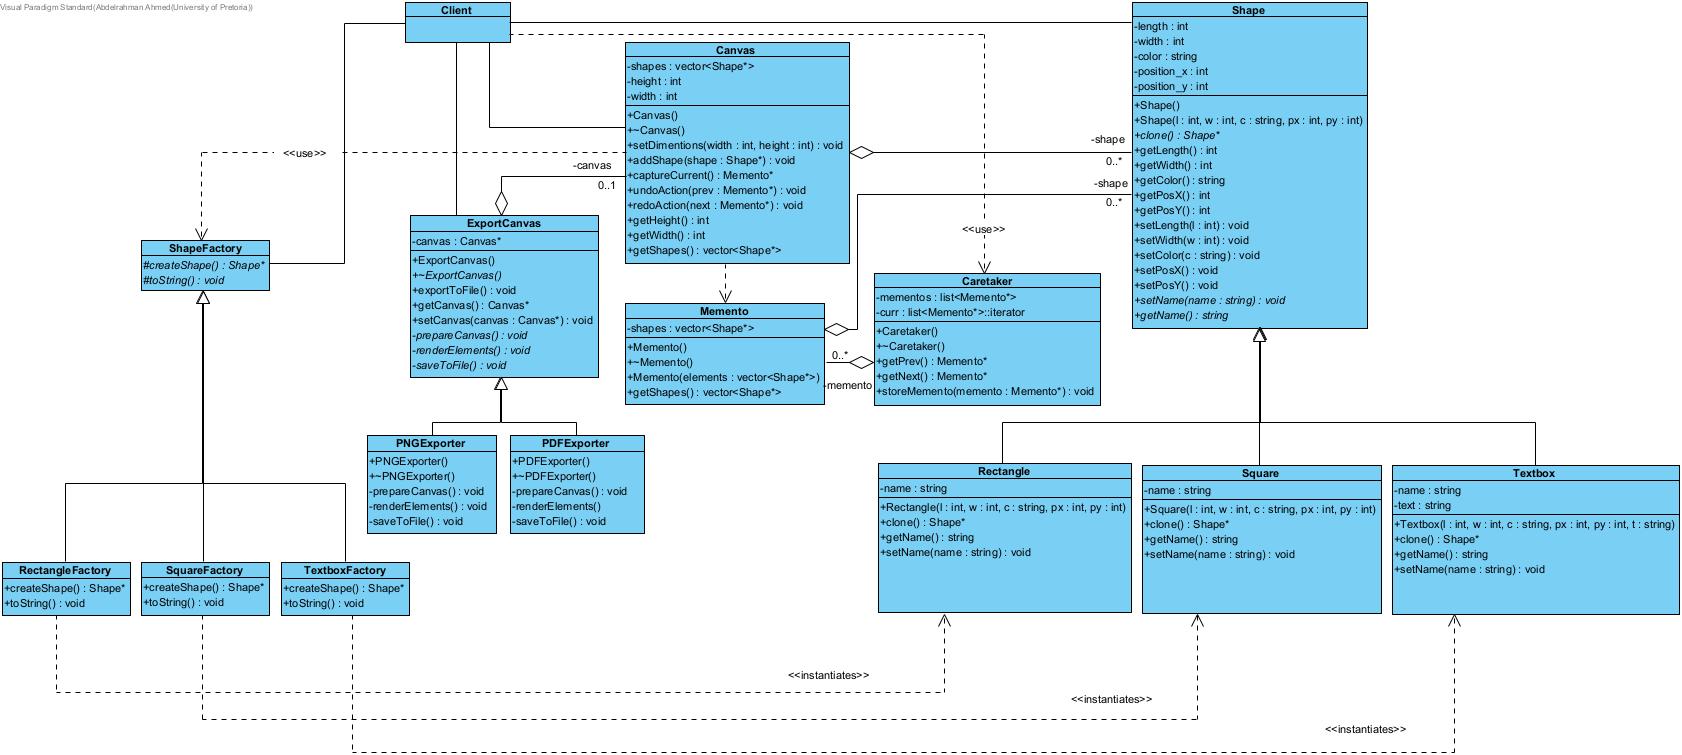 Visual Paradigm Standard(Abdelrahman Ahmed(University of Pretoria))
Client
Canvas
-shapes : vector<Shape*>
-height : int
-width : int
+Canvas()
+~Canvas()
+setDimentions(width : int, height : int) : void
+addShape(shape : Shape*) : void
+captureCurrent() : Memento*
+undoAction(prev : Memento*) : void
+redoAction(next : Memento*) : void
+getHeight() : int
+getWidth() : int
+getShapes() : vector<Shape*>
Shape
-length : int
-width : int
-color : string
-position_x : int
-position_y : int
+Shape()
+Shape(l : int, w : int, c : string, px : int, py : int)
+clone() : Shape*
+getLength() : int
+getWidth() : int
+getColor() : string
+getPosX() : int
+getPosY() : int
+setLength(l : int) : void
+setWidth(w : int) : void
+setColor(c : string) : void
+setPosX() : void
+setPosY() : void
+setName(name : string) : void
+getName() : string
<<use>>
-canvas
0..1
-shape
0..*
-shape
0..*
<<use>>
ShapeFactory
#createShape() : Shape*
#toString() : void
ExportCanvas
-canvas : Canvas*
+ExportCanvas()
+~ExportCanvas()
+exportToFile() : void
+getCanvas() : Canvas*
+setCanvas(canvas : Canvas*) : void
-prepareCanvas() : void
-renderElements() : void
-saveToFile() : void
Memento
-shapes : vector<Shape*>
+Memento()
+~Memento()
+Memento(elements : vector<Shape*>)
+getShapes() : vector<Shape*>
0..*
-memento
Caretaker
-mementos : list<Memento*>
-curr : list<Memento*>::iterator
+Caretaker()
+~Caretaker()
+getPrev() : Memento*
+getNext() : Memento*
+storeMemento(memento : Memento*) : void
PNGExporter
+PNGExporter()
+~PNGExporter()
-prepareCanvas() : void
-renderElements() : void
-saveToFile() : void
PDFExporter
+PDFExporter()
+~PDFExporter()
-prepareCanvas() : void
-renderElements()
-saveToFile() : void
Rectangle
-name : string
+Rectangle(l : int, w : int, c : string, px : int, py : int)
+clone() : Shape*
+getName() : string
+setName(name : string) : void
Square
-name : string
+Square(l : int, w : int, c : string, px : int, py : int)
+clone() : Shape*
+getName() : string
+setName(name : string) : void
Textbox
-name : string
-text : string
+Textbox(l : int, w : int, c : string, px : int, py : int, t : string)
+clone() : Shape*
+getName() : string
+setName(name : string) : void
RectangleFactory
+createShape() : Shape*
+toString() : void
SquareFactory
+createShape() : Shape*
+toString() : void
TextboxFactory
+createShape() : Shape*
+toString() : void
<<instantiates>>
<<instantiates>>
<<instantiates>>